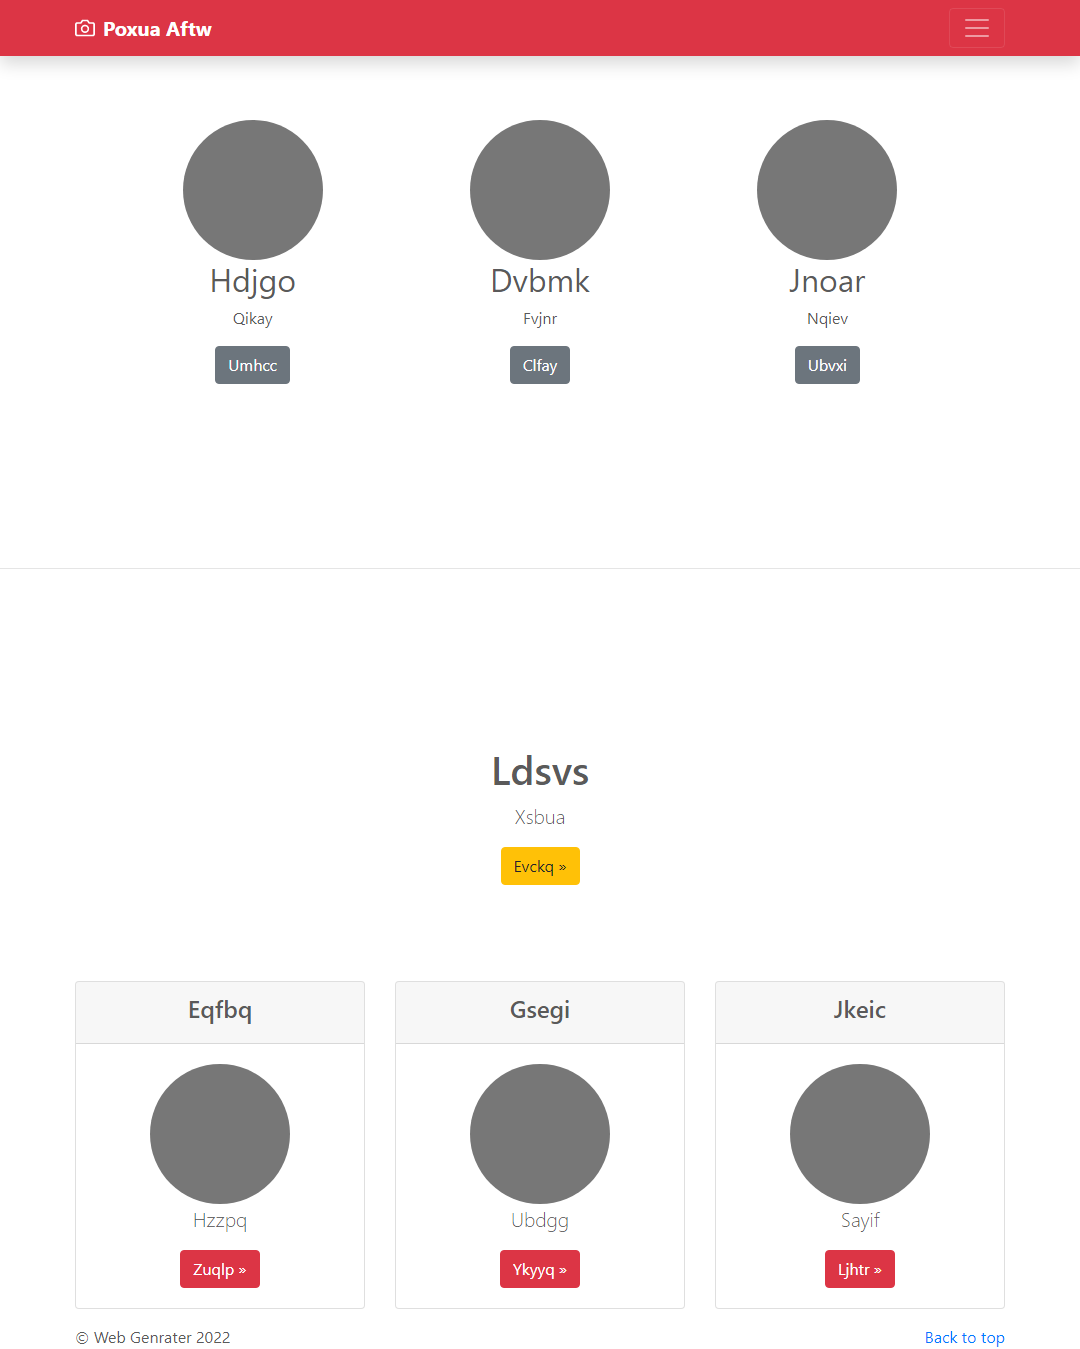 Poxua Aftw
Hdjgo
Qikay
Umhcc
Dvbmk
Fvjnr
Clfay
Jnoar
Nqiev
Ubvxi
Ldsvs
Xsbua
Evckq »
Eqfbq
Hzzpq
Zuqlp »
Gsegi
Ubdgg
Ykyyq »
Jkeic
Sayif
Ljhtr »
© Web Genrater 2022
Back to top